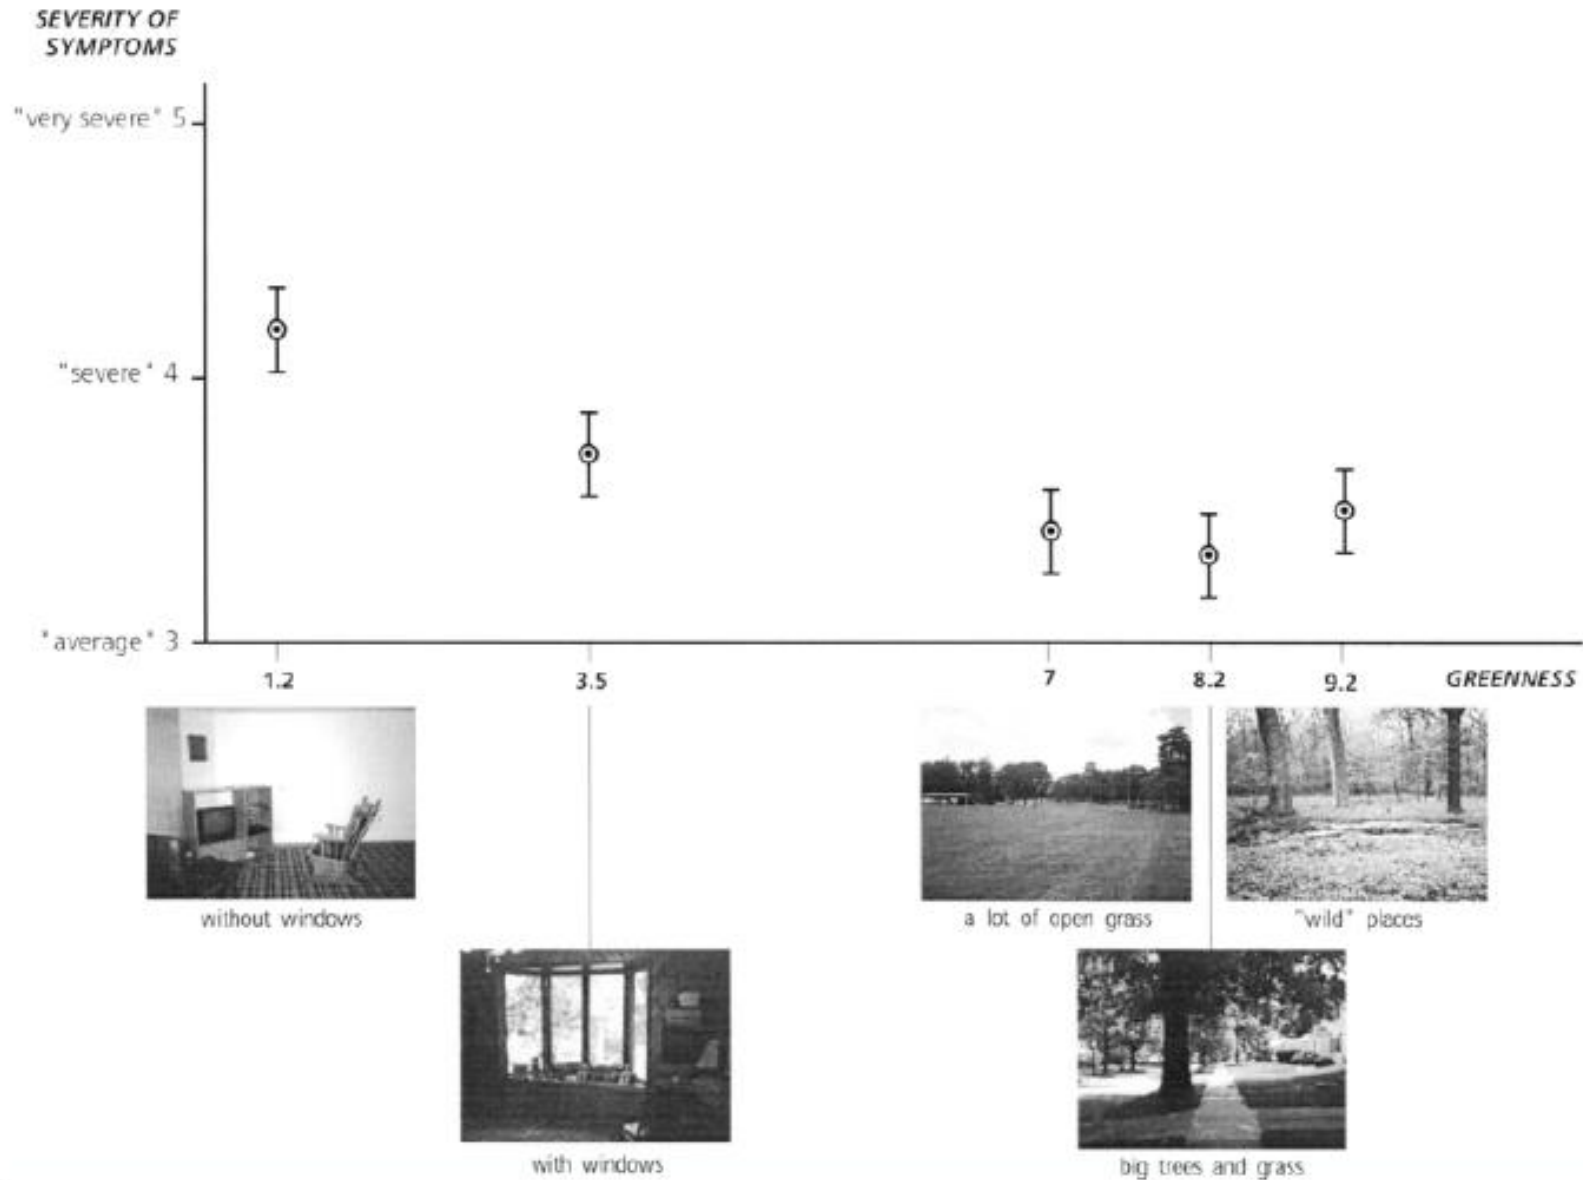 SEVERITY OF
SYMPTOMS
"very severe" 5
"severe" 4
"average" 3
1.2
3.5
7
8.2
9.2
GREENNESS
without windows
a lot of open grass
"wild" places
with windows
big trees and grass